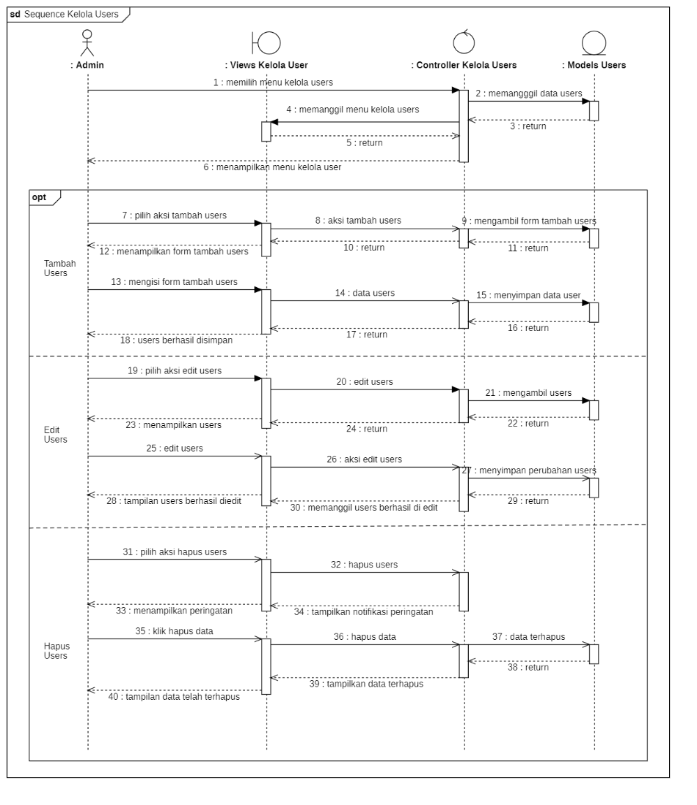 sd Sequence Kelola Users
: Admin
: Views Kelola User
: Controller Kelola Users
: Models Users
1 : memilih menu kelola users
2 : memangggil data users
3 : return
4 : memanggil menu kelola users
5 : return
6 : menampilkan menu kelola user
opt
Tambah
Users
7 : pilih aksi tambah users
8 : aksi tambah users
9 : mengambil form tambah users
10 : return
11 : return
12 : menampilkan form tambah users
13 : mengisi form tambah users
14 : data users
15 : menyimpan data user
16 : return
17 : return
18 : users berhasil disimpan
Edit
Users
19 : pilih aksi edit users
20 : edit users
21 : mengambil users
22 : return
23 : menampilkan users
24 : return
25 : edit users
26 : aksi edit users
27 : menyimpan perubahan users
28 : tampilan users berhasil diedit
29 : return
30 : memanggil users berhasil di edit
Hapus
Users
31 : pilih aksi hapus users
32 : hapus users
33 : menampilkan peringatan
34 : tampilkan notifikasi peringatan
35 : klik hapus data
36 : hapus data
37 : data terhapus
38 : return
39 : tampilkan data terhapus
40 : tampilan data telah terhapus